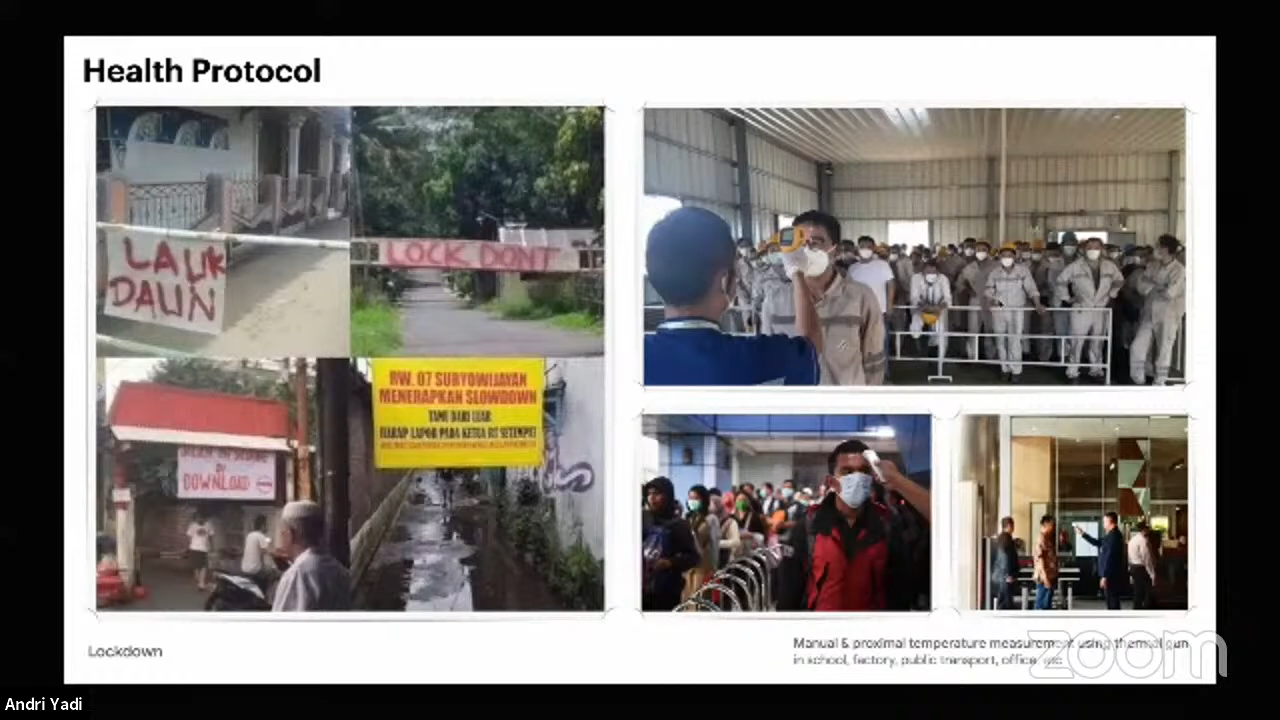 Health Protocol
LAUK
DAUN
LOCK DONT
DI
DOWNLOAD
RW. 07 SURYOWIJAYAN
MENERAPKAN SLOWDOWN
TAMU DARI LUAR
HARAP LAPOR PADA KETUA RT SETEMPAT
Lockdown
Manual & proximal temperature measurement using thermal gun
in school, factory, public transport, office, etc
zoom
Andri Yadi